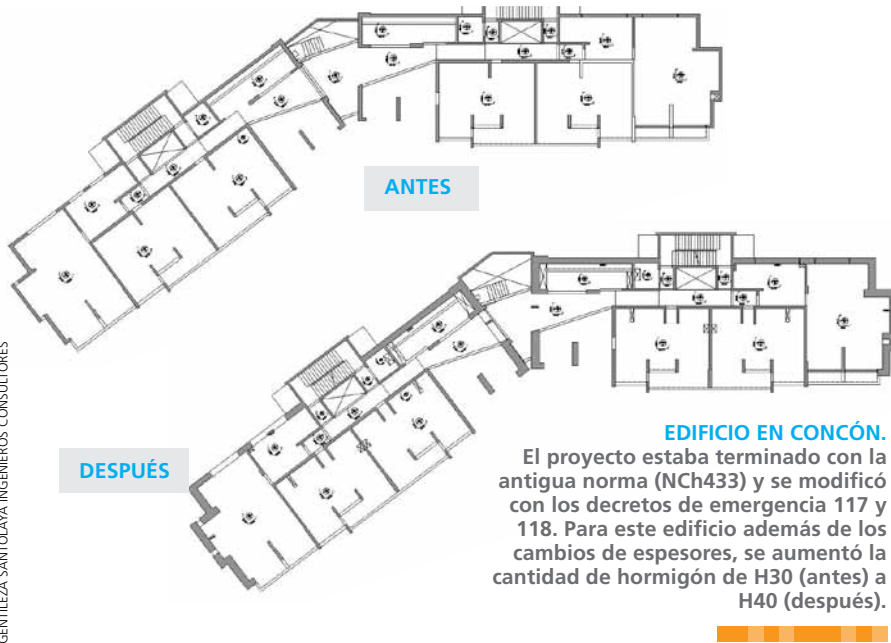 ANTES
DESPUÉS
GENTILEZA SANTOLAYA INGENIEROS CONSULTORES
EDIFICIO EN CONCÓN.
El proyecto estaba terminado con la
antigua norma (NCh433) y se modificó
con los decretos de emergencia 117 y
118. Para este edificio además de los
cambios de espesores, se aumentó la
cantidad de hormigón de H30 (antes) a
H40 (después).